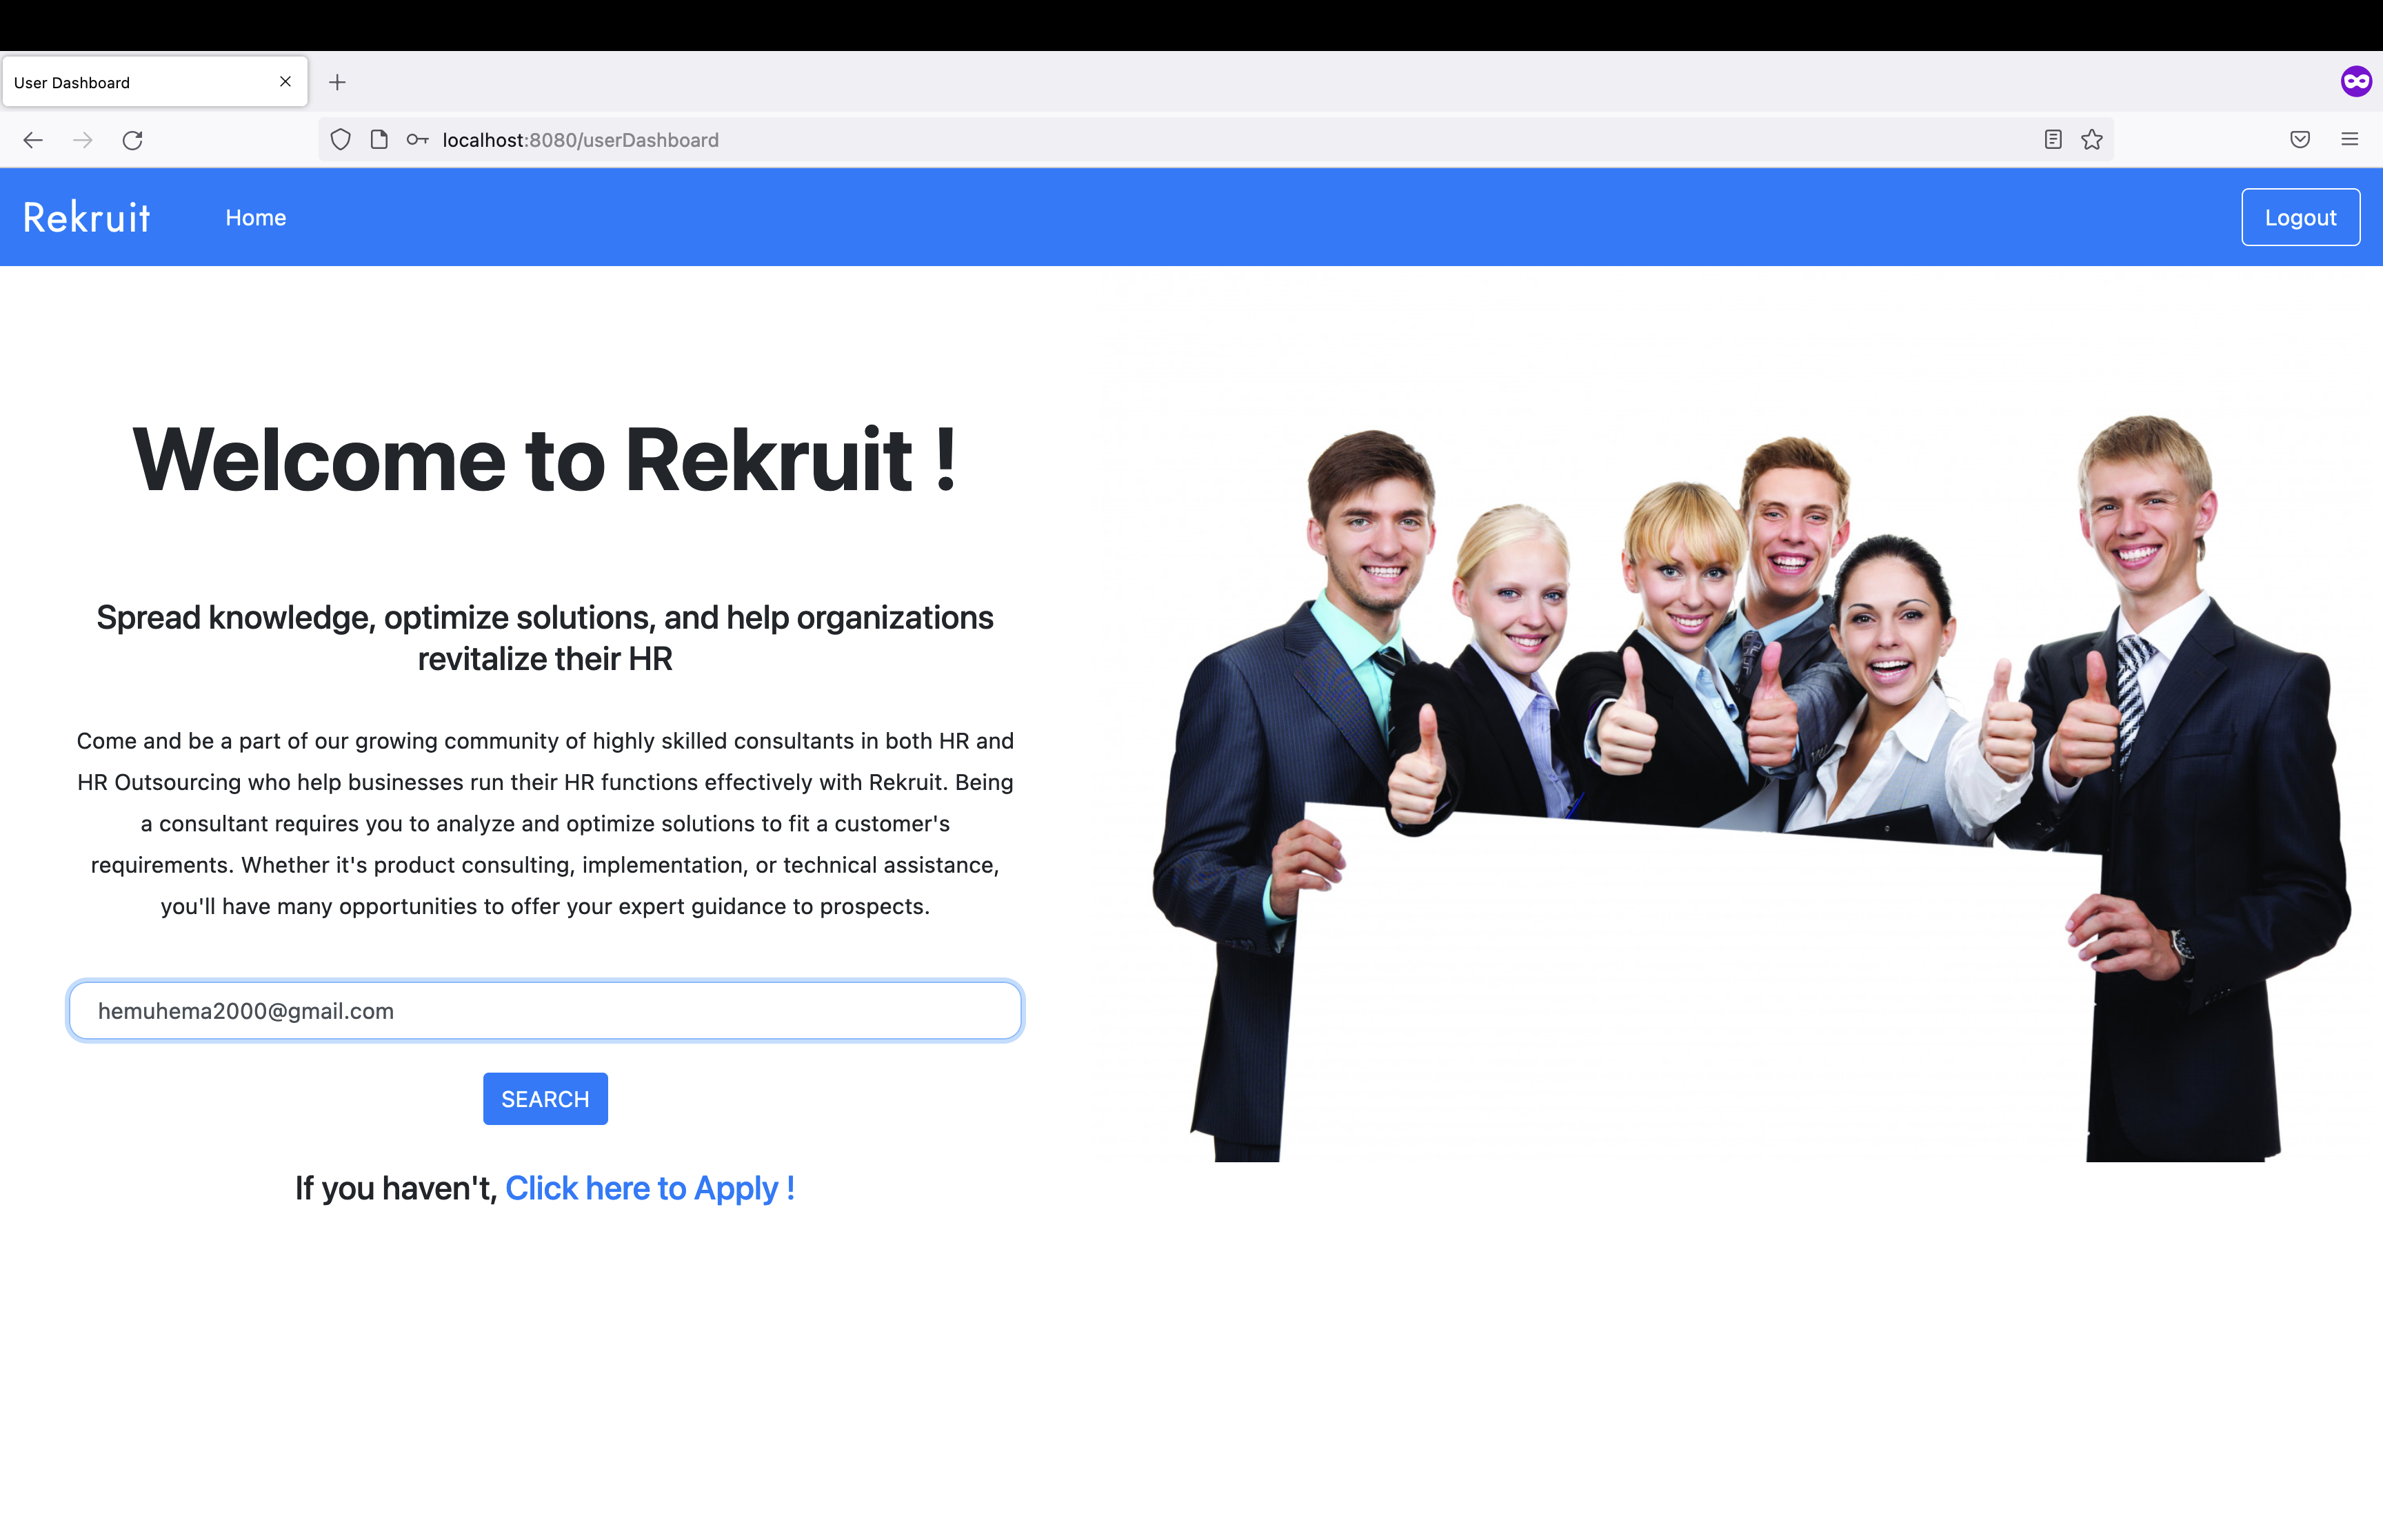 User Dashboard
localhost:8080/userDashboard
Rekruit
Home
Logout
Welcome to Rekruit !
Spread knowledge, optimize solutions, and help organizations
revitalize their HR
Come and be a part of our growing community of highly skilled consultants in both HR and
HR Outsourcing who help businesses run their HR functions effectively with Rekruit. Being
a consultant requires you to analyze and optimize solutions to fit a customer's
requirements. Whether it's product consulting, implementation, or technical assistance,
you'll have many opportunities to offer your expert guidance to prospects.
hemuhema2000@gmail.com
SEARCH
If you haven't, Click here to Apply !